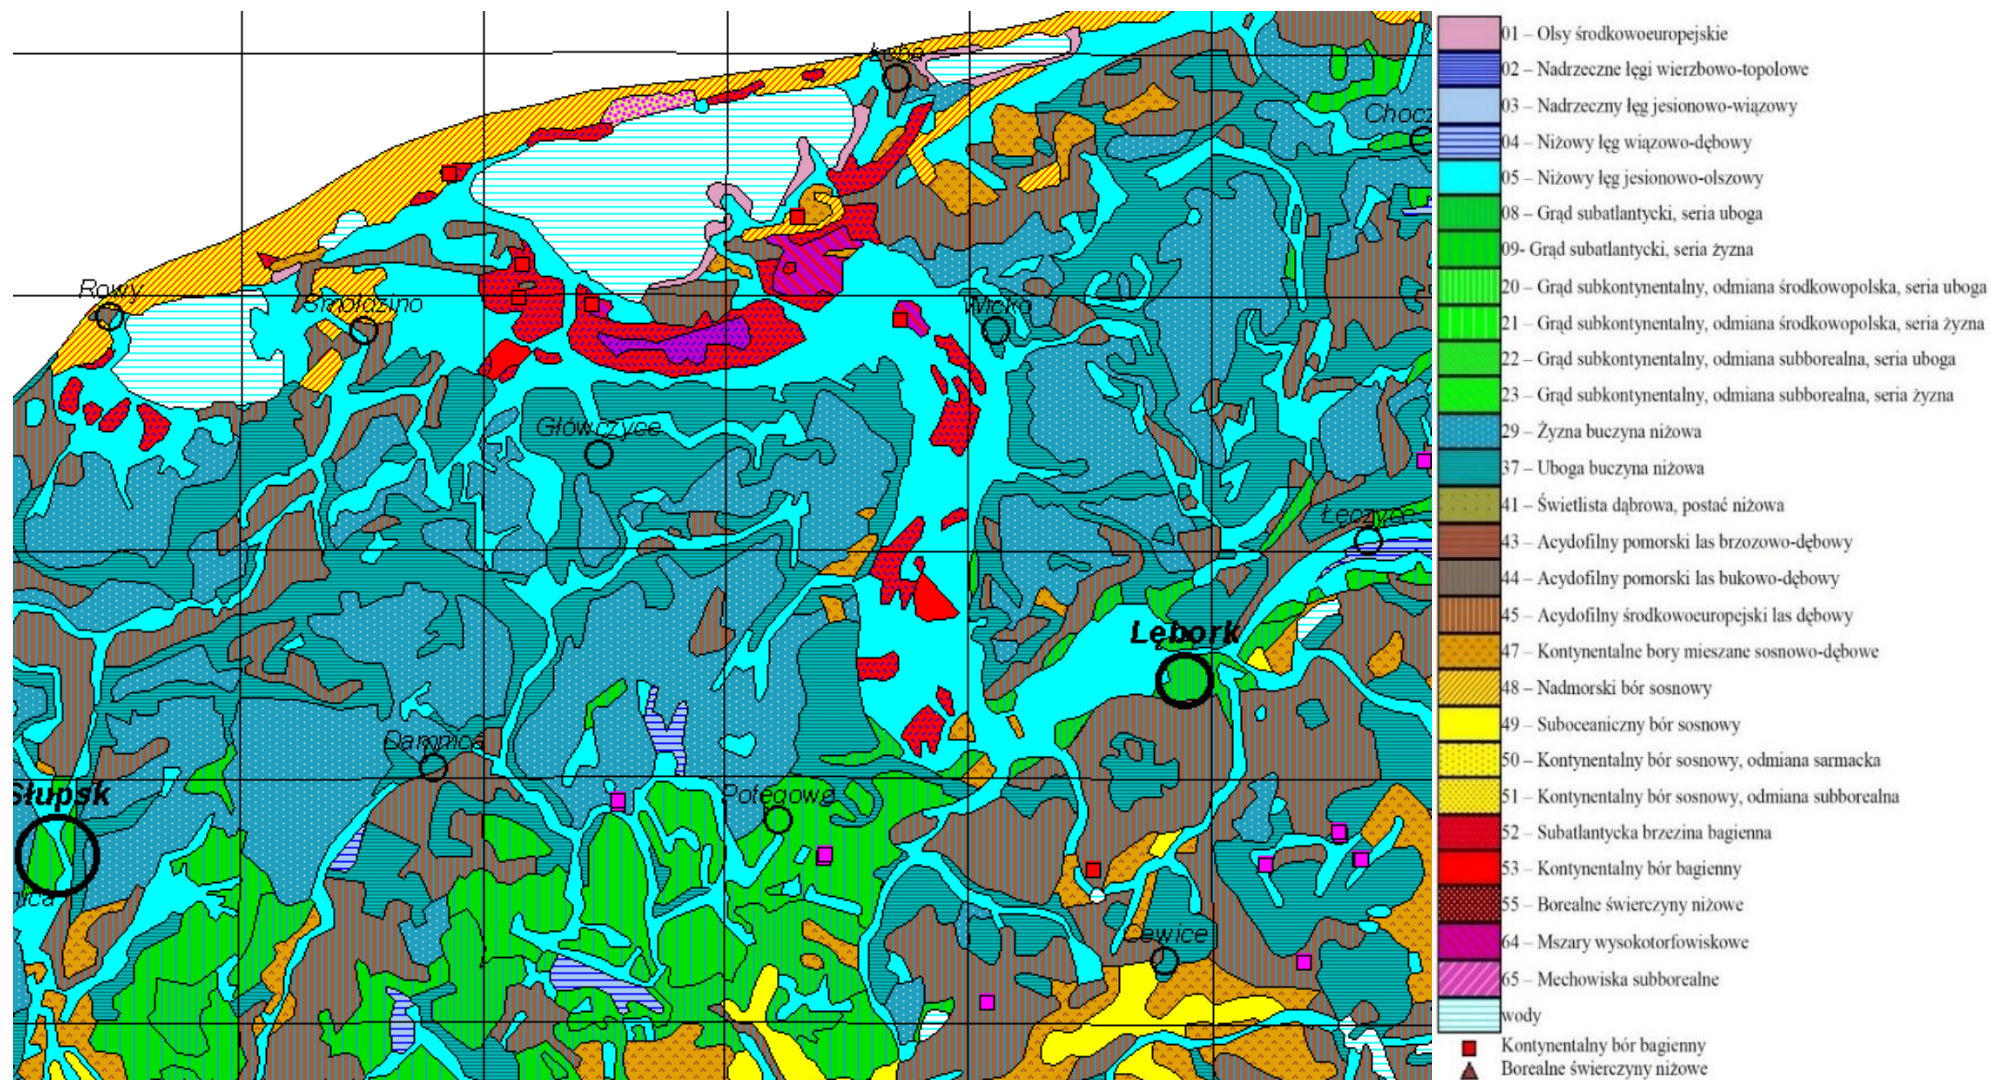 Łeba
Chocz
Rowy
Smołdzino
Wicko
Główczyce
Łęczyce
Lębork
Damnica
Słupsk
Potęgowo
nica
Cewice
01 – Olsy środkowoeuropejskie
02 – Nadrzeczne łęgi wierzbowo-topolowe
03 – Nadrzeczny łęg jesionowo-wiązowy
04 – Niżowy łęg wiązowo-dębowy
05 – Niżowy łęg jesionowo-olszowy
08 – Grąd subatlantycki, seria uboga
09- Grąd subatlantycki, seria żyzna
20 – Grąd subkontynentalny, odmiana środkowopolska, seria uboga
21 – Grąd subkontynentalny, odmiana środkowopolska, seria żyzna
22 – Grąd subkontynentalny, odmiana subborealna, seria uboga
23 – Grąd subkontynentalny, odmiana subborealna, seria żyzna
29 – Żyzna buczyna niżowa
37 – Uboga buczyna niżowa
41 – Świetlista dąbrowa, postać niżowa
43 – Acydofilny pomorski las brzozowo-dębowy
44 – Acydofilny pomorski las bukowo-dębowy
45 – Acydofilny środkowoeuropejski las dębowy
47 – Kontynentalne bory mieszane sosnowo-dębowe
48 – Nadmorski bór sosnowy
49 – Suboceaniczny bór sosnowy
50 – Kontynentalny bór sosnowy, odmiana sarmacka
51 – Kontynentalny bór sosnowy, odmiana subborealna
52 – Subatlantycka brzezina bagienna
53 – Kontynentalny bór bagienny
55 – Borealne świerczyny niżowe
64 – Mszary wysokotorfowiskowe
65 – Mechowiska subborealne
wody
Kontynentalny bór bagienny
Borealne świerczyny niżowe